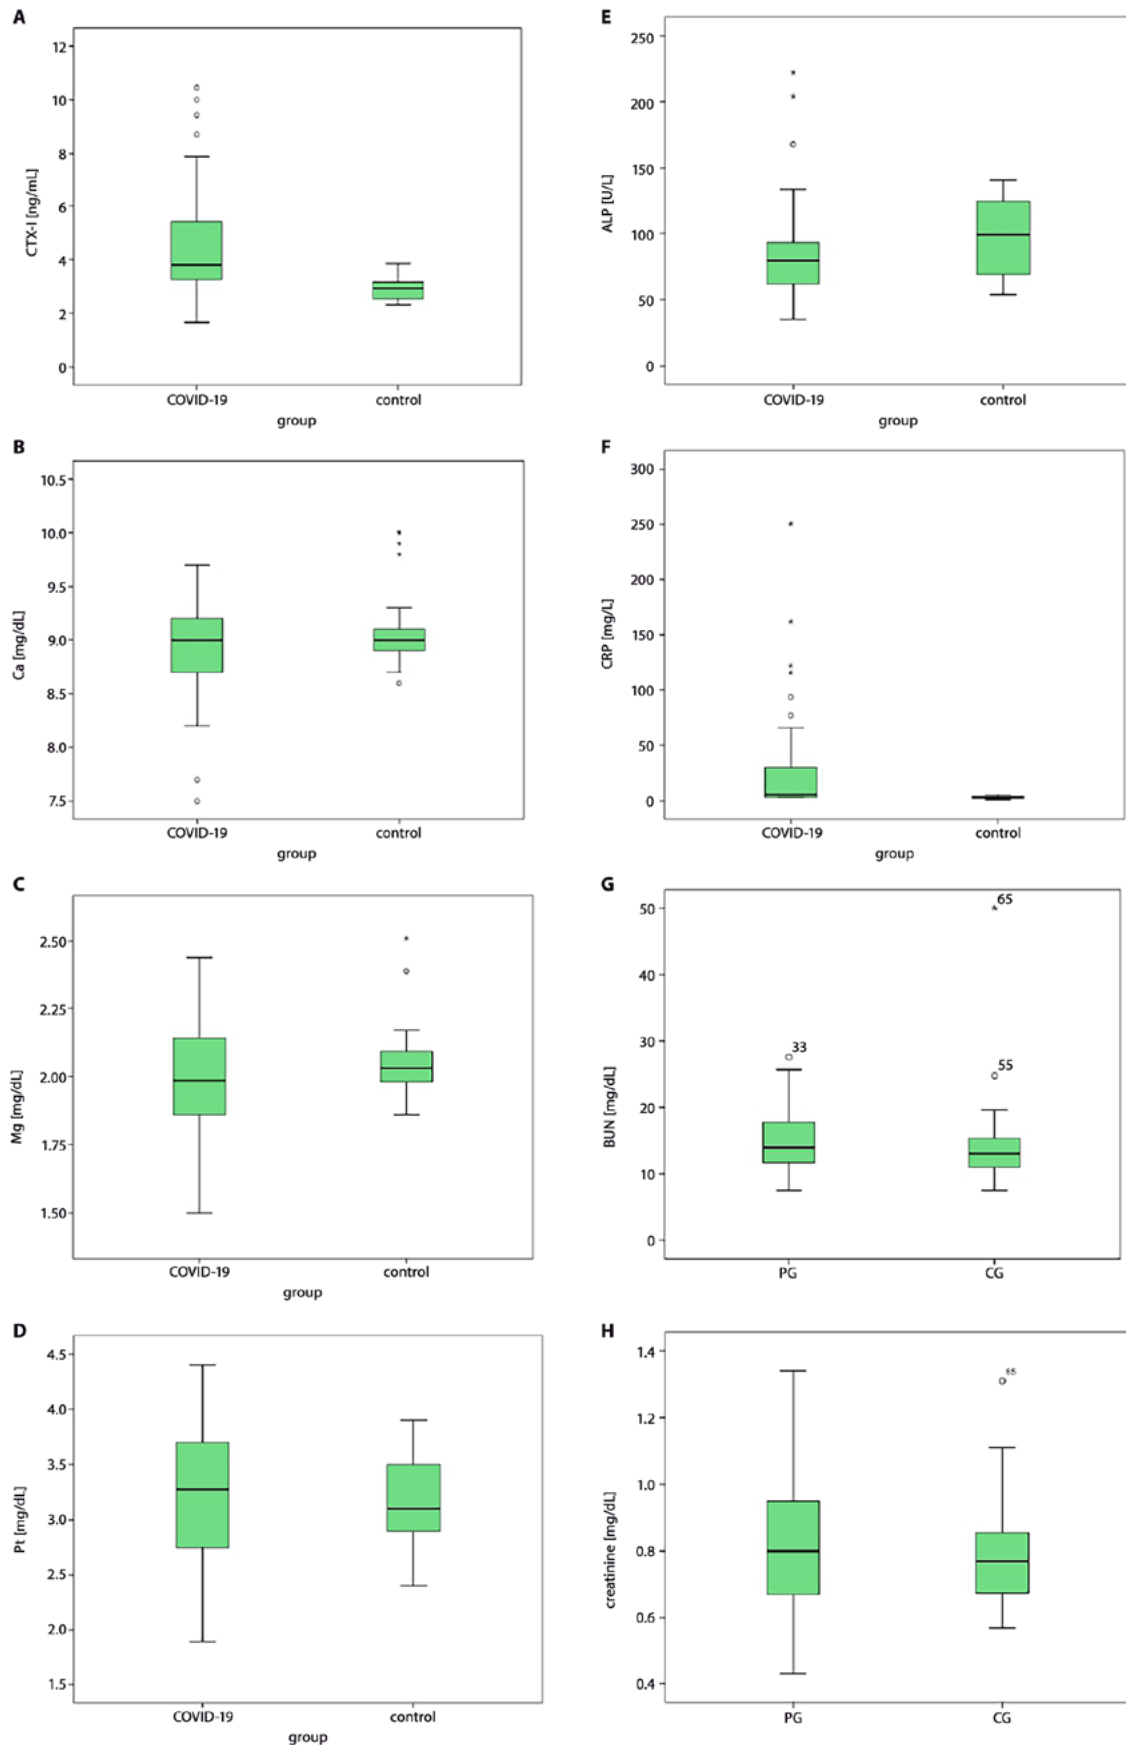 A
CTX-I [ng/mL]
12
10
8
6
4
2
0
COVID-19 control
group
B
Ca [mg/dL]
10.5
10.0
9.5
9.0
8.5
8.0
7.5
COVID-19 control
group
C
Mg [mg/dL]
2.50
2.25
2.00
1.75
1.50
COVID-19 control
group
D
Pt [mg/dL]
4.5
4.0
3.5
3.0
2.5
2.0
1.5
COVID-19 control
group
E
ALP [U/L]
250
200
150
100
50
0
COVID-19 control
group
F
CRP [mg/L]
300
250
200
150
100
50
0
COVID-19 control
group
G
BUN [mg/dL]
50
40
30
20
10
0
65
33
55
PG CG
H
creatinine [mg/dL]
1.4
1.2
1.0
0.8
0.6
0.4
65
PG CG